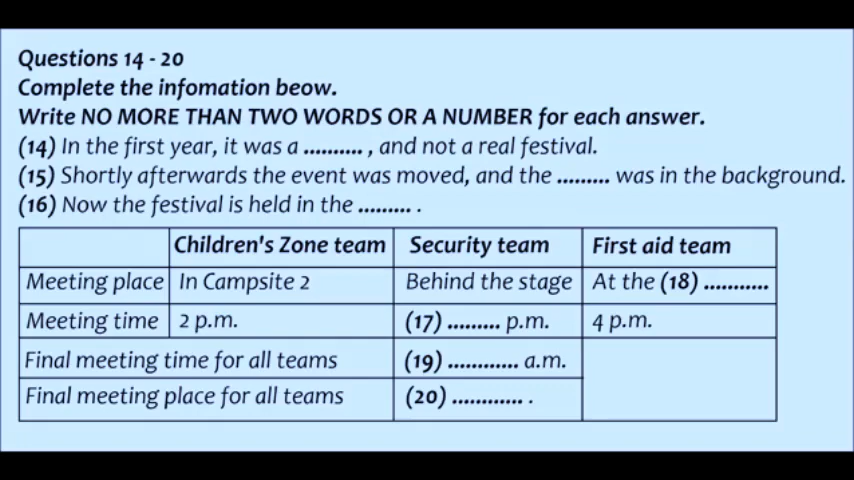 Questions 14 - 20
Complete the infomation beow.
Write NO MORE THAN TWO WORDS OR A NUMBER for each answer.
(14) In the first year, it was a .......... , and not a real festival.
(15) Shortly afterwards the event was moved, and the ......... was in the background.
(16) Now the festival is held in the ......... .
Children's Zone team Security team First aid team
Meeting place In Campsite 2 Behind the stage At the (18) ...........
Meeting time 2 p.m. (17) ......... p.m. 4 p.m.
Final meeting time for all teams (19) ............ a.m.
Final meeting place for all teams (20) ............ .